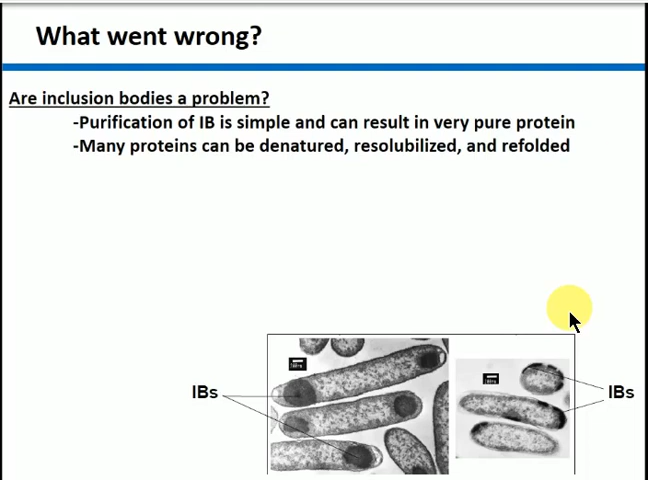 What went wrong?
Are inclusion bodies a problem?
-Purification of IB is simple and can result in very pure protein
-Many proteins can be denatured, resolubilized, and refolded
IBs
IBs